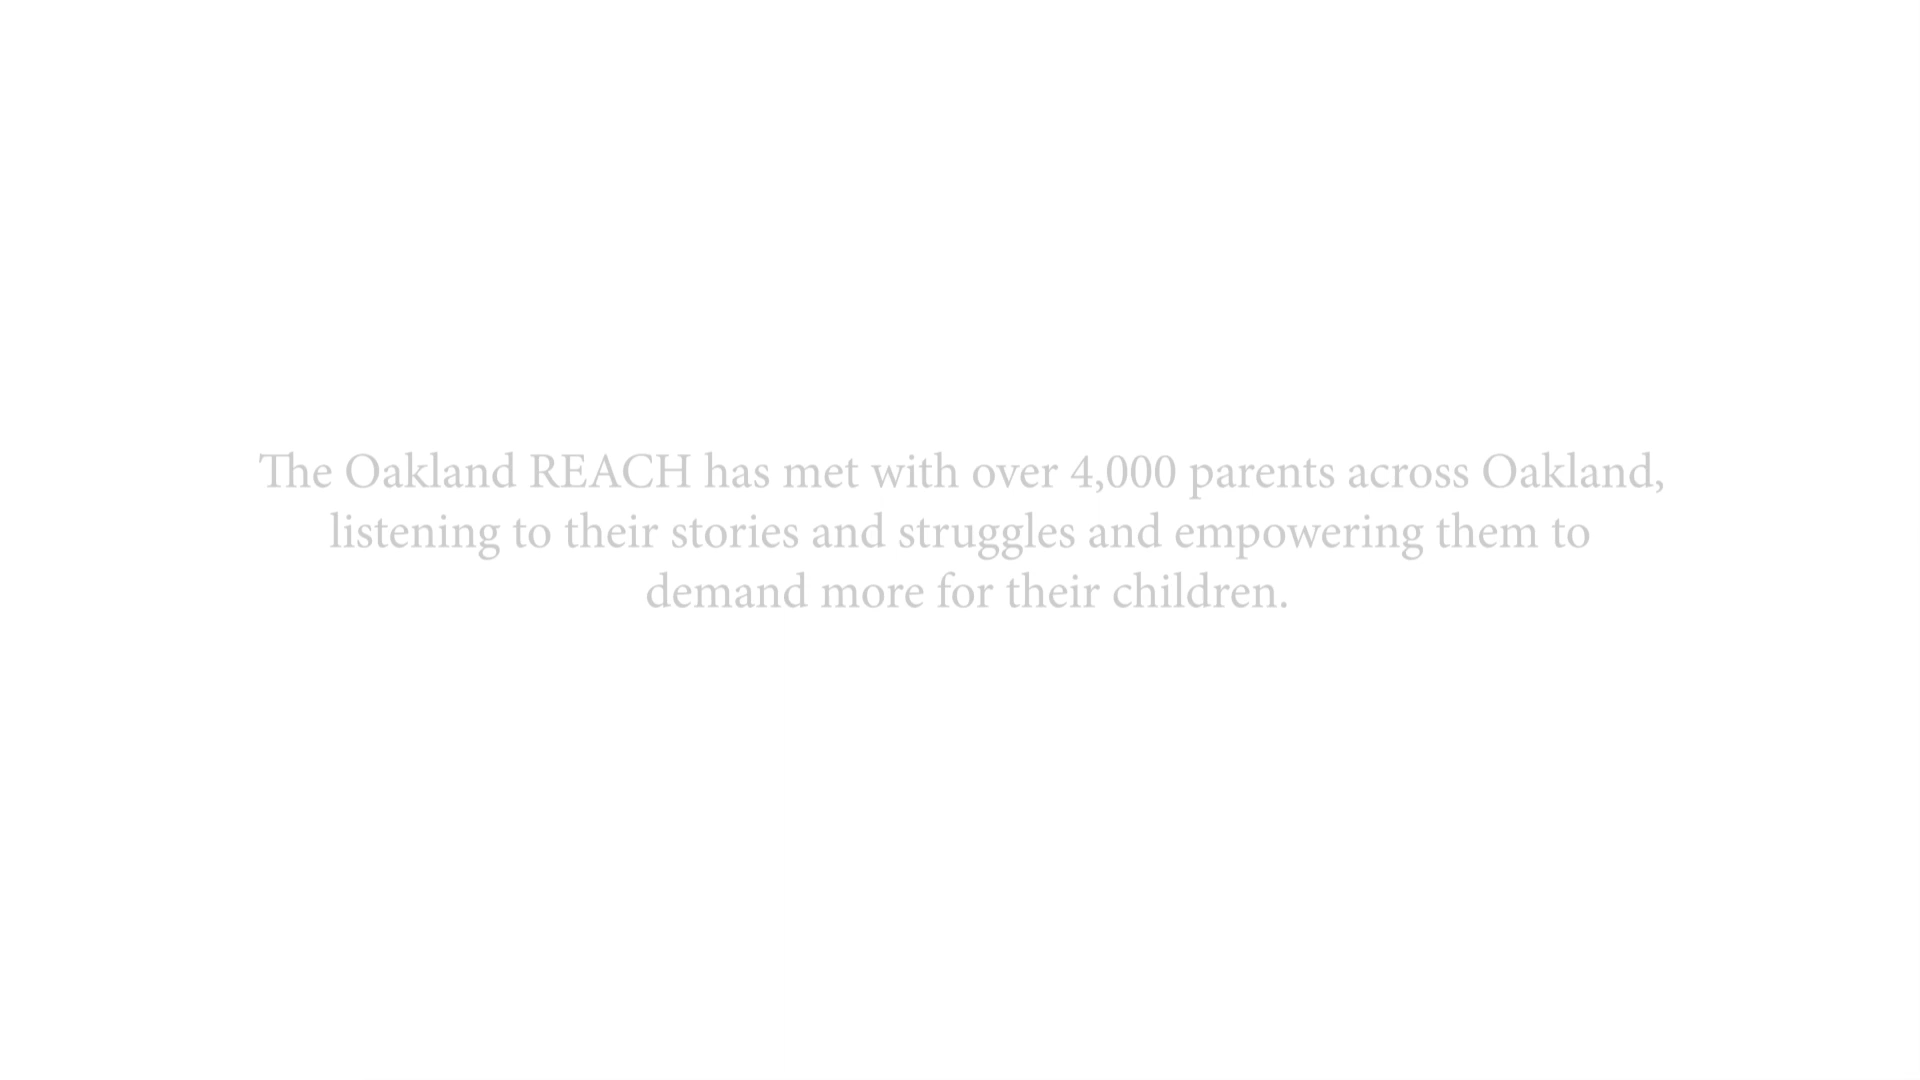 The Oakland REACH has met with over 4,000 parents across Oakland,
listening to their stories and struggles and empowering them to
demand more for their children.